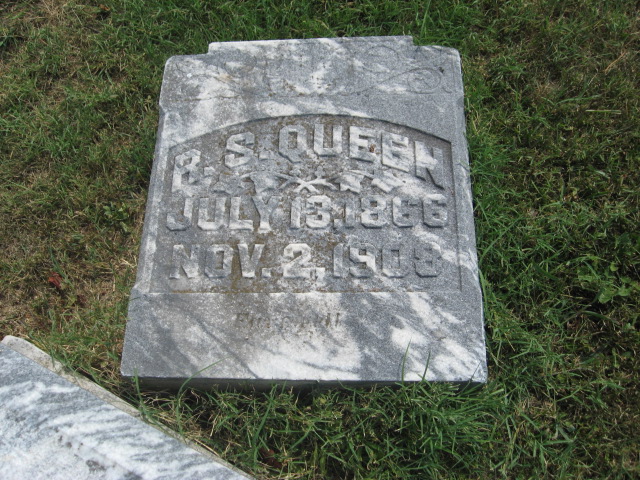 R. S. QUEEN
JULY 13, 1866
NOV. 2, 1908